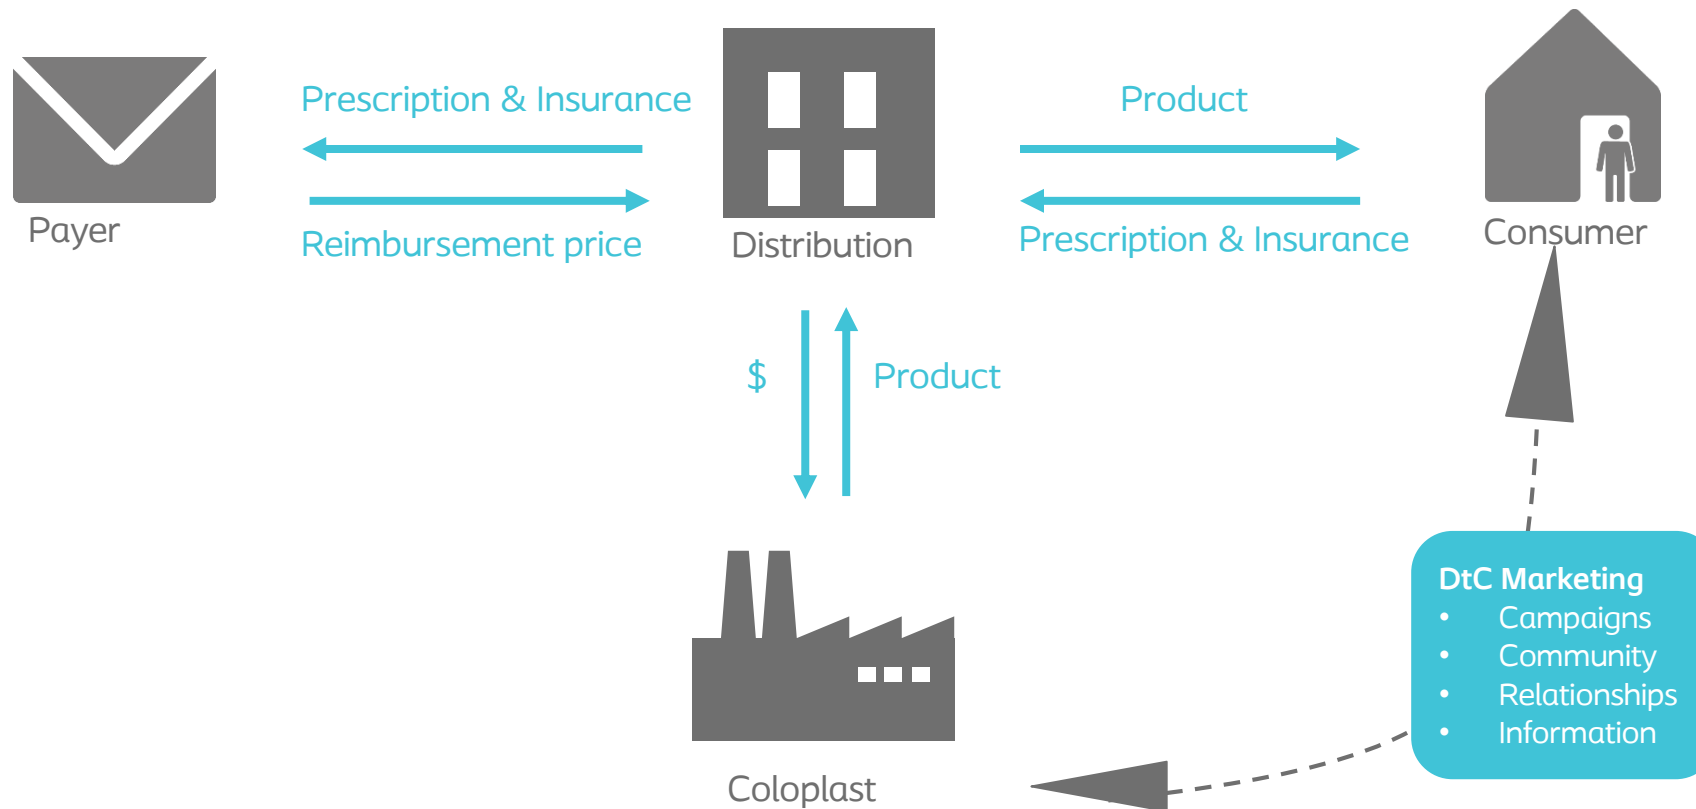 Prescription & Insurance
Product
Payer
Reimbursement price
Distribution
Prescription & Insurance
Consumer
$
Product
DtC Marketing
• Campaigns
• Community
• Relationships
• Information
Coloplast